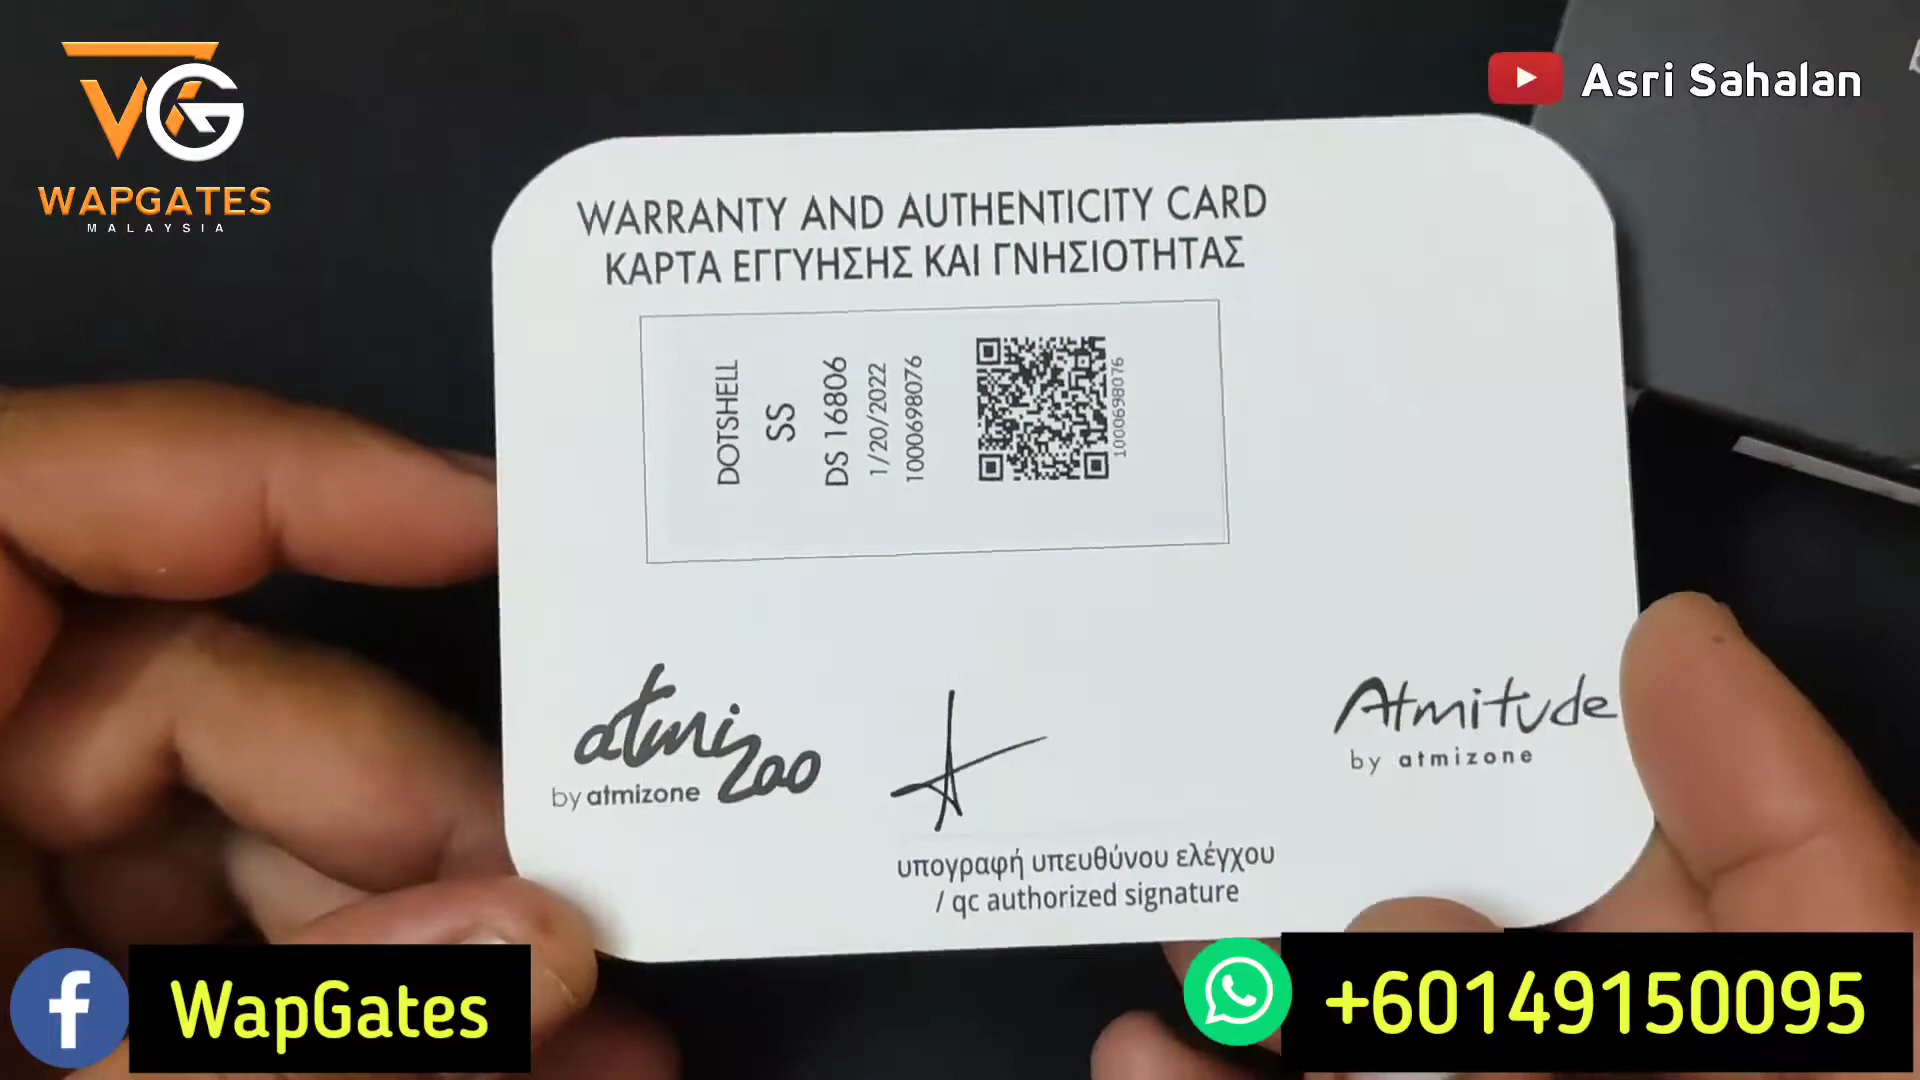 WAPGATES
MALAYSIA
Asri Sahalan
WARRANTY AND AUTHENTICITY CARD
ΚΑΡΤΑ ΕΓΓΥΗΣΗΣ ΚΑΙ ΓΝΗΣΙΟΤΗΤΑΣ
DOTSHELL
SS
DS 16806
1/20/2022
1000698076
1000698076
atmizoo
by atmizone
Atmitude
by atmizone
υπογραφή υπευθύνου ελέγχου
/ qc authorized signature
WapGates
+60149150095